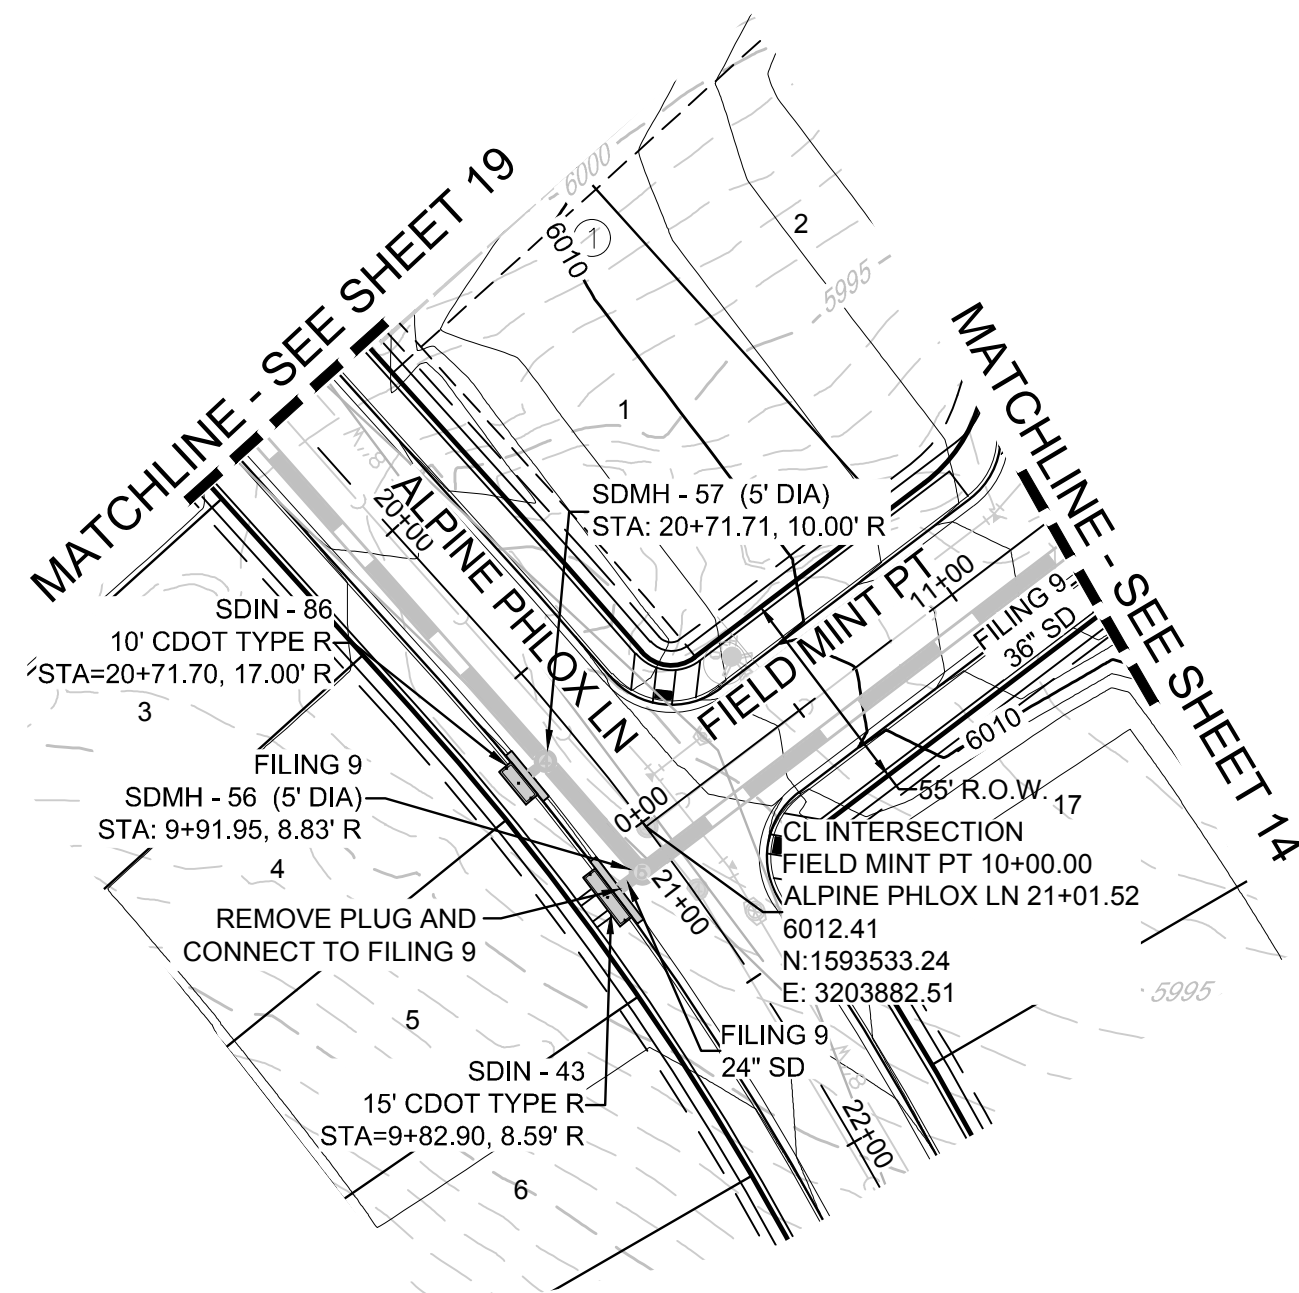 6000
2
6010
1
5995
MATCHLINE - SEE SHEET 19
MATCHLINE - SEE SHEET 14
1
8" W
20+00
ALPINE PHLOX LN
SDMH - 57 (5' DIA)
STA: 20+71.71, 10.00' R
FIELD MINT PT
11+00
FILING 9
36" SD
SDIN - 86
10' CDOT TYPE R
STA=20+71.70, 17.00' R
3
6010
FILING 9
SDMH - 56 (5' DIA)
STA: 9+91.95, 8.83' R
4
55' R.O.W.
17
0+00
CL INTERSECTION
FIELD MINT PT 10+00.00
ALPINE PHLOX LN 21+01.52
6012.41
N:1593533.24
E: 3203882.51
21+00
REMOVE PLUG AND
CONNECT TO FILING 9
5995
5
FILING 9
24" SD
SDIN - 43
15' CDOT TYPE R
STA=9+82.90, 8.59' R
22+00
6